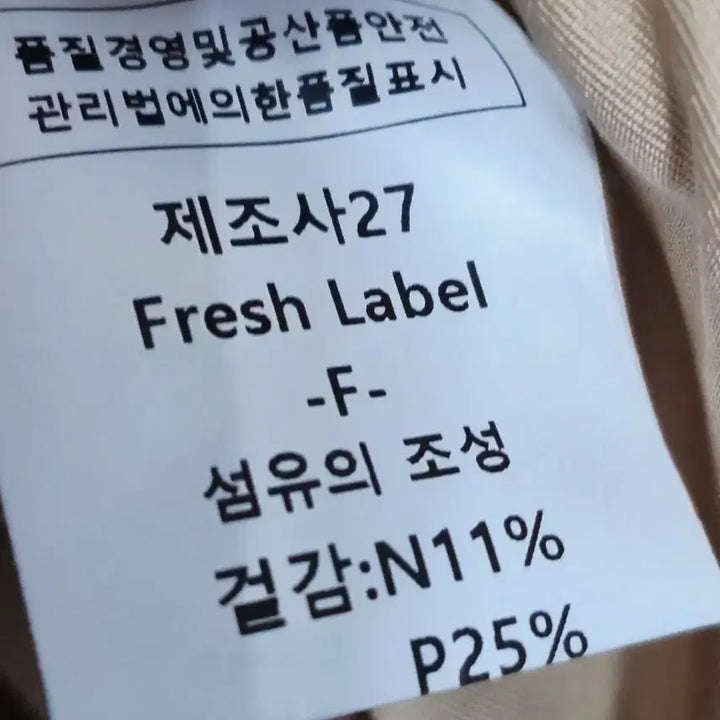 품질경영및공산품안전
관리법에의한품질표시
제조사27
Fresh Label
-F-
섬유의 조성
겉감:N11%
P25%